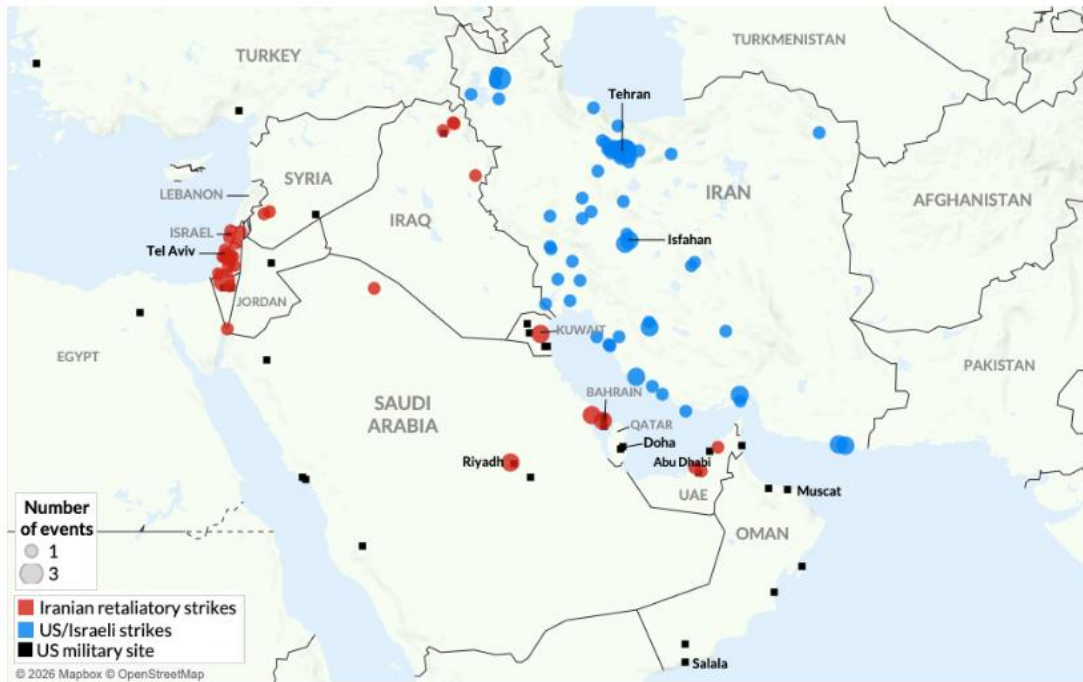 TURKEY
TURKMENISTAN
Tehran
LEBANON
SYRIA
IRAN
AFGHANISTAN
ISRAEL
IRAQ
Isfahan
Tel Aviv
JORDAN
EGYPT
KUWAIT
PAKISTAN
SAUDI
ARABIA
BAHRAIN
QATAR
Doha
Riyadh
Abu Dhabi
UAE
Muscat
OMAN
Salala
Number
of events
1
3
Iranian retaliatory strikes
US/Israeli strikes
US military site
© 2026 Mapbox © OpenStreetMap